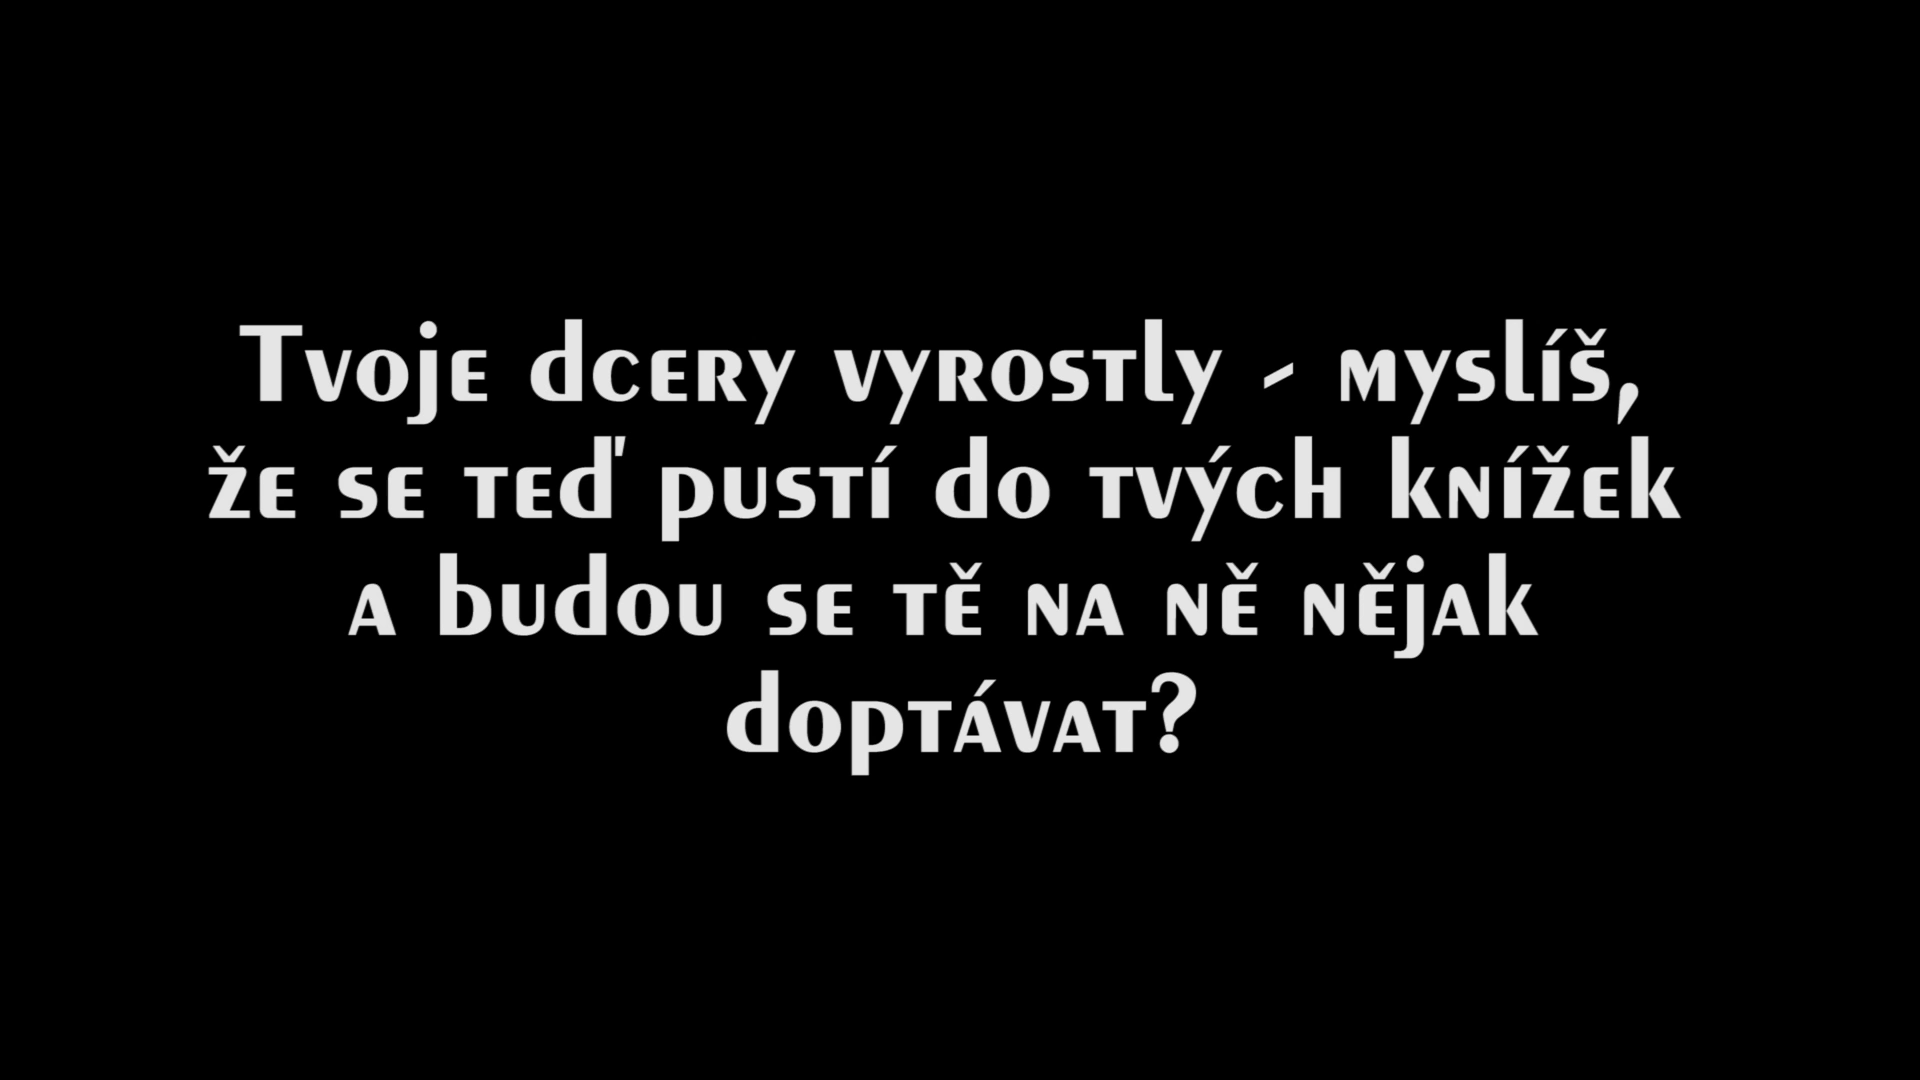 Tvoje dcery vyrostly - myslíš,
že se teď pustí do tvých knížek
a budou se tě na ně nějak
doptávat?